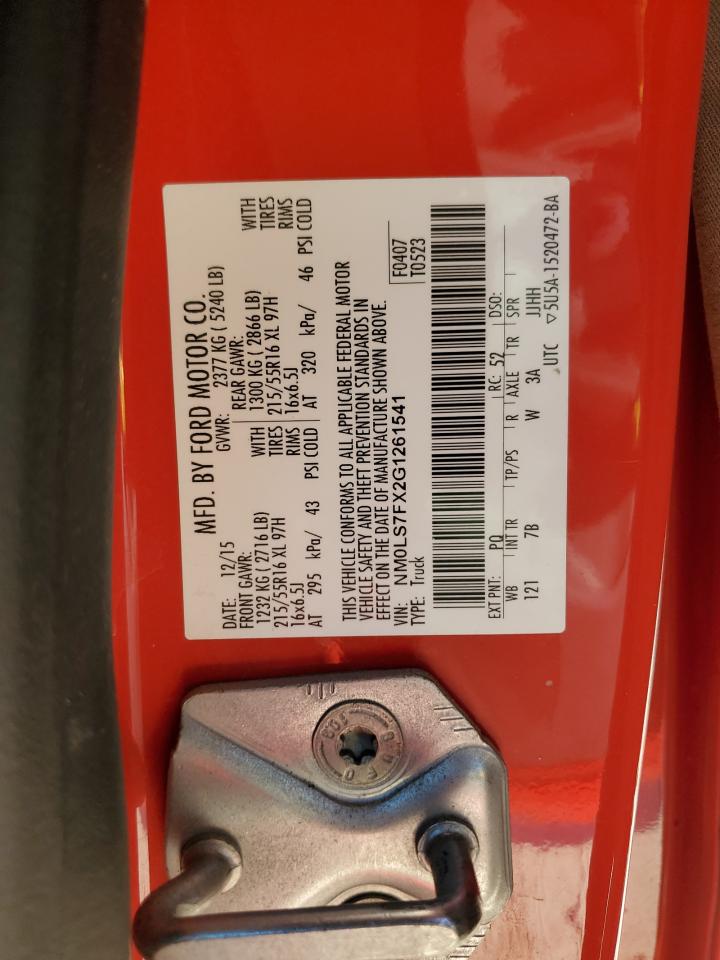 MFD. BY FORD MOTOR CO.
DATE: 12/15 GVWR: 2377 KG ( 5240 LB)
FRONT GAWR: REAR GAWR:
1232 KG ( 2716 LB) WITH 1300 KG ( 2866 LB) WITH
215/55R16 XL 97H TIRES 215/55R16 XL 97H TIRES
16x6.5J RIMS 16x6.5J RIMS
AT 295 kPa/ 43 PSI COLD AT 320 kPa/ 46 PSI COLD
THIS VEHICLE CONFORMS TO ALL APPLICABLE FEDERAL MOTOR
VEHICLE SAFETY AND THEFT PREVENTION STANDARDS IN
EFFECT ON THE DATE OF MANUFACTURE SHOWN ABOVE.
VIN: NM0LS7FX2G1261541 F0407
TYPE: Truck T0523
EXT PNT: PQ RC: 52 DSO:
WB INT TR TP/PS R AXLE TR SPR
121 7B W 3A JJHH
UTC ▽5U5A-1520472-BA